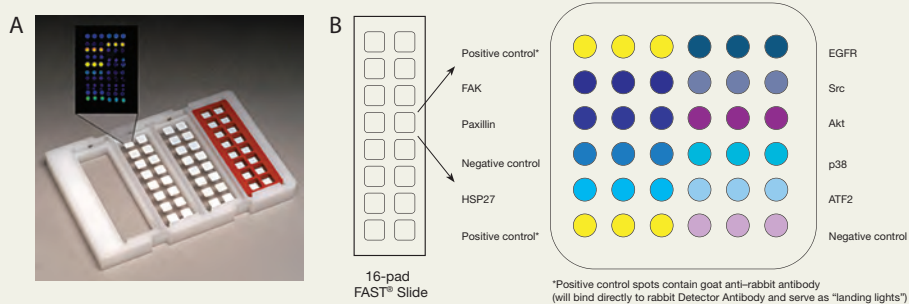 A
B
Positive control*
FAK
Paxillin
Negative control
HSP27
Positive control*
EGFR
Src
Akt
p38
ATF2
Negative control
16-pad
FAST® Slide
*Positive control spots contain goat anti–rabbit antibody
(will bind directly to rabbit Detector Antibody and serve as “landing lights”)